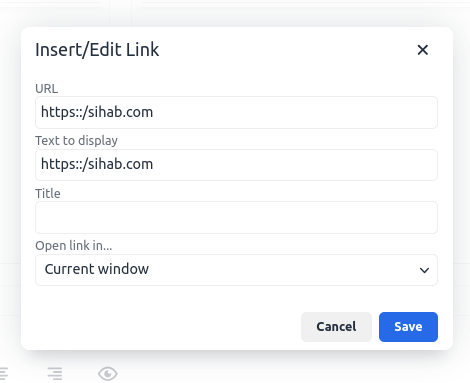 Insert/Edit Link
URL
https::/sihab.com
Text to display
https::/sihab.com
Title
Open link in...
Current window
Cancel Save